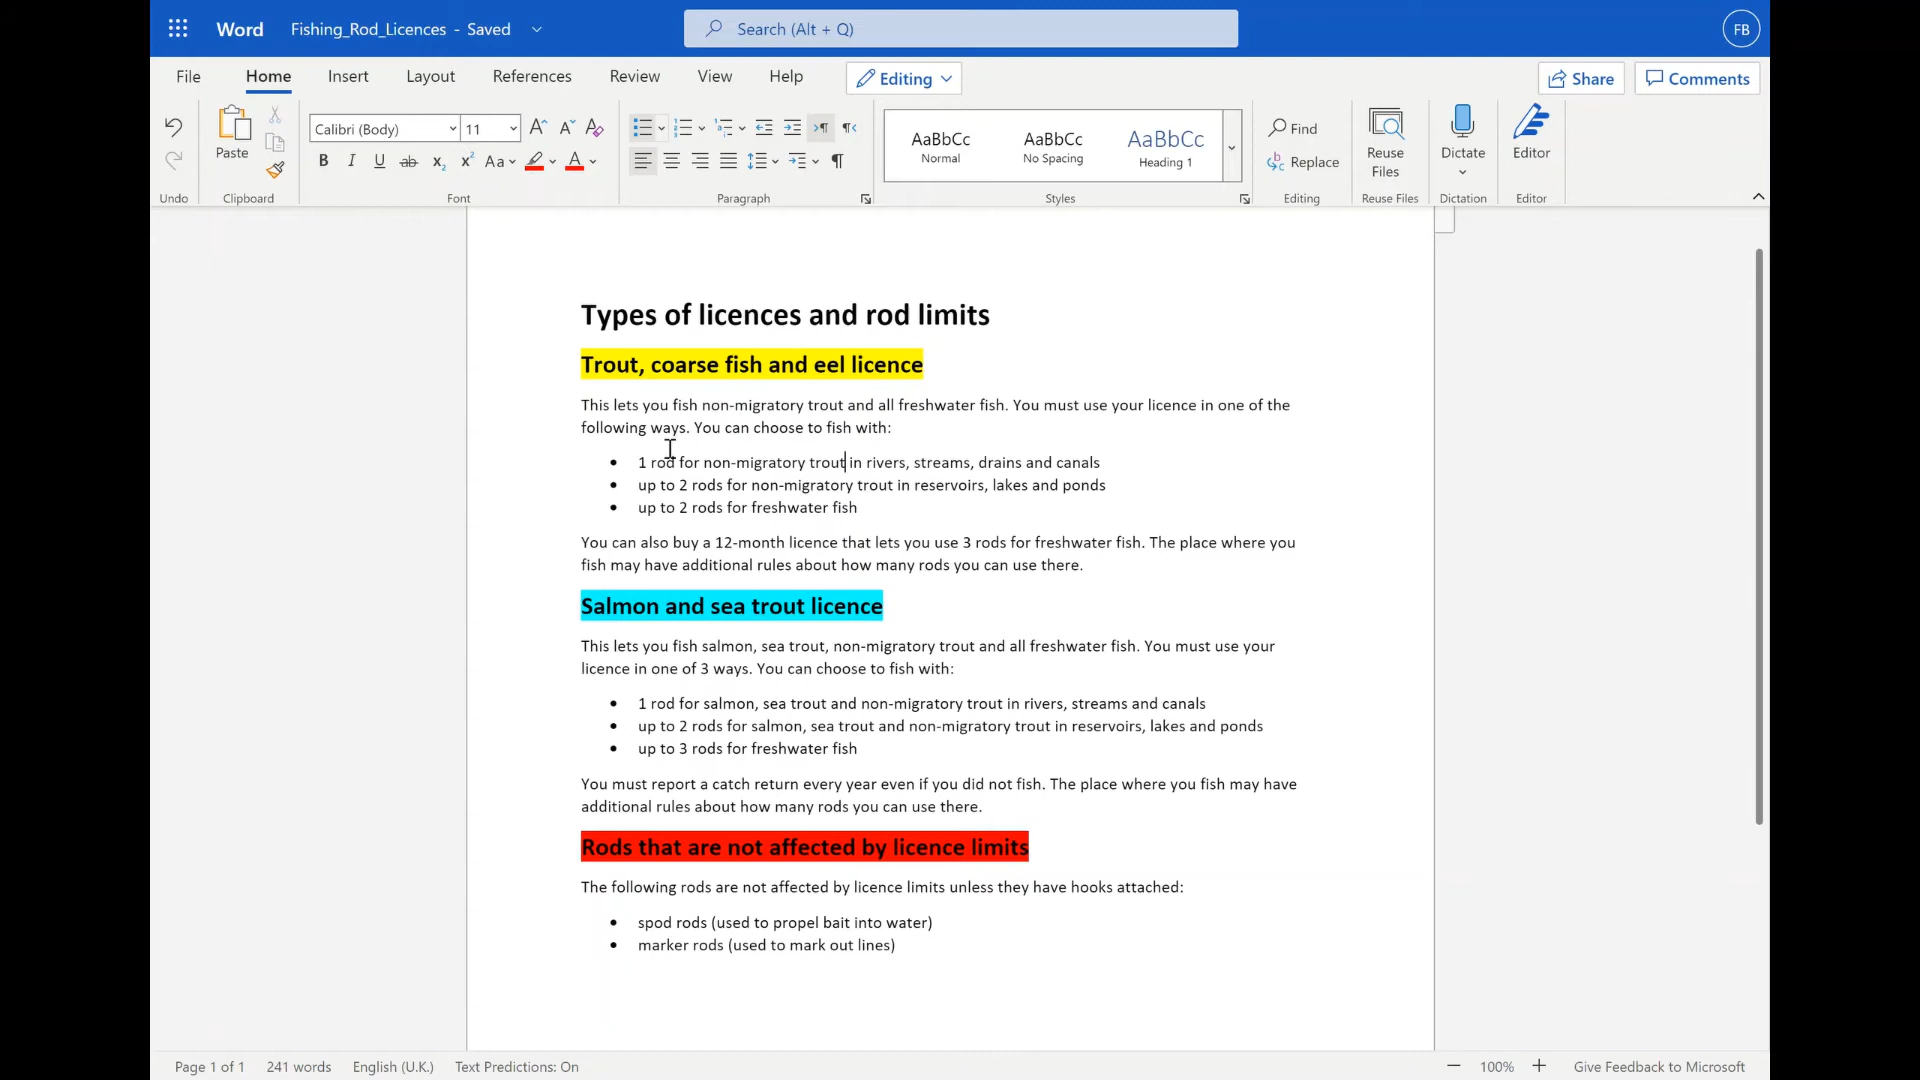 Word Fishing_Rod_Licences - Saved Search (Alt + Q) FB
File Home Insert Layout References Review View Help Editing Share Comments
Paste
Calibri (Body) 11
B I U ab x2 x2 Aa A
AaBbCc AaBbCc AaBbCc
Normal No Spacing Heading 1
Find
Replace
Reuse
Files
Dictate
Editor
Undo Clipboard Font Paragraph Styles Editing Reuse Files Dictation Editor
Types of licences and rod limits
Trout, coarse fish and eel licence
This lets you fish non-migratory trout and all freshwater fish. You must use your licence in one of the
following ways. You can choose to fish with:
• 1 rod for non-migratory trout in rivers, streams, drains and canals
• up to 2 rods for non-migratory trout in reservoirs, lakes and ponds
• up to 2 rods for freshwater fish
You can also buy a 12-month licence that lets you use 3 rods for freshwater fish. The place where you
fish may have additional rules about how many rods you can use there.
Salmon and sea trout licence
This lets you fish salmon, sea trout, non-migratory trout and all freshwater fish. You must use your
licence in one of 3 ways. You can choose to fish with:
• 1 rod for salmon, sea trout and non-migratory trout in rivers, streams and canals
• up to 2 rods for salmon, sea trout and non-migratory trout in reservoirs, lakes and ponds
• up to 3 rods for freshwater fish
You must report a catch return every year even if you did not fish. The place where you fish may have
additional rules about how many rods you can use there.
Rods that are not affected by licence limits
The following rods are not affected by licence limits unless they have hooks attached:
• spod rods (used to propel bait into water)
• marker rods (used to mark out lines)
Page 1 of 1 241 words English (U.K.) Text Predictions: On 100% Give Feedback to Microsoft